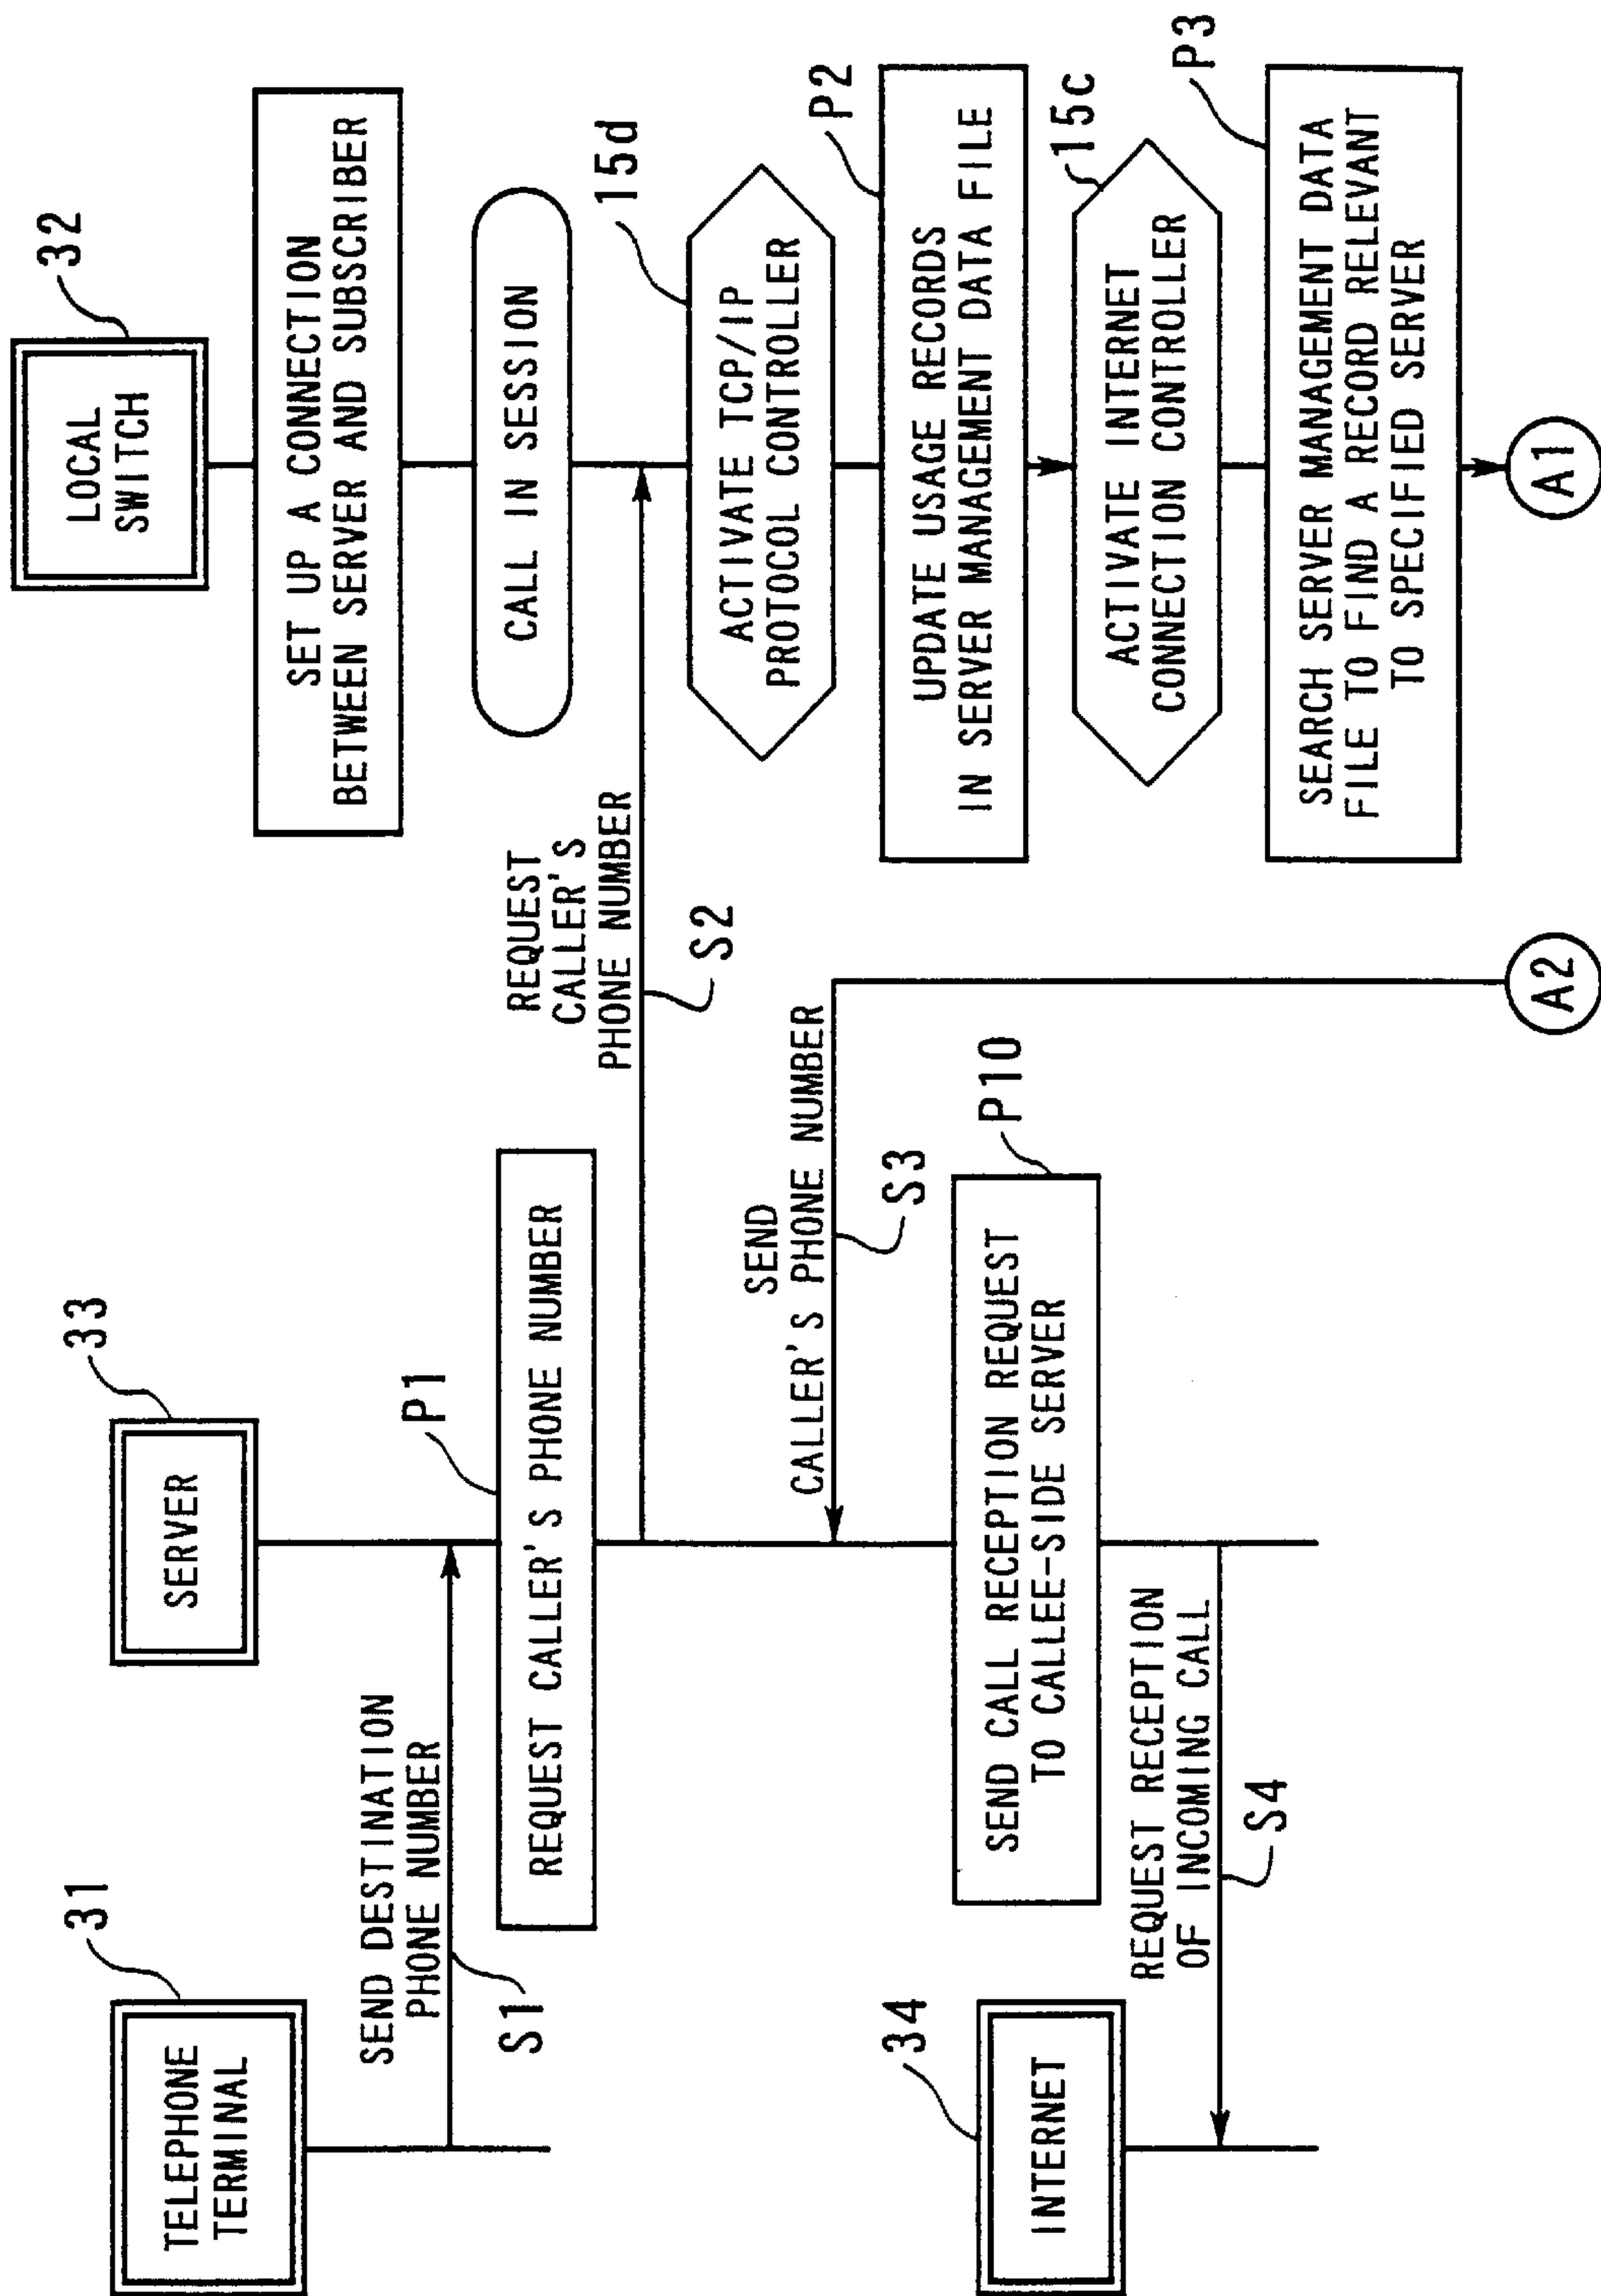 TELEPHONE
TERMINAL
31
SEND DESTINATION
PHONE NUMBER
S1
SERVER
33
P1
REQUEST CALLER'S PHONE NUMBER
REQUEST
CALLER'S
PHONE NUMBER
S2
LOCAL
SWITCH
32
SET UP A CONNECTION
BETWEEN SERVER AND SUBSCRIBER
CALL IN SESSION
15d
ACTIVATE TCP/IP
PROTOCOL CONTROLLER
P2
UPDATE USAGE RECORDS
IN SERVER MANAGEMENT DATA FILE
15c
ACTIVATE INTERNET
CONNECTION CONTROLLER
P3
SEARCH SERVER MANAGEMENT DATA
FILE TO FIND A RECORD RELEVANT
TO SPECIFIED SERVER
A1
A2
SEND
CALLER'S PHONE NUMBER
S3
P10
SEND CALL RECEPTION REQUEST
TO CALLEE-SIDE SERVER
REQUEST RECEPTION
OF INCOMING CALL
S4
INTERNET
34